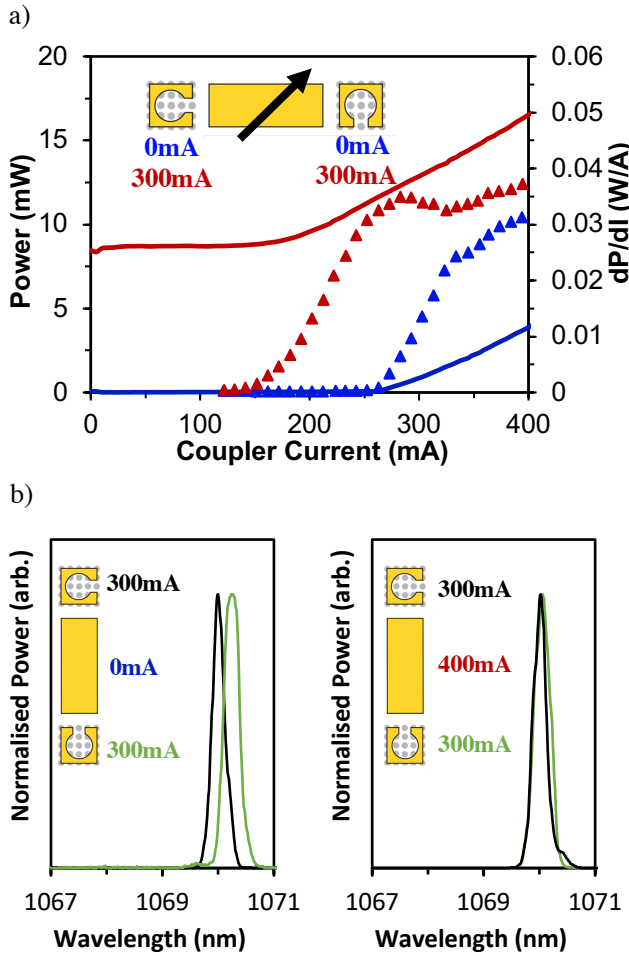 a)
20
15
10
5
0
Power (mW)
0mA
300mA
0mA
300mA
0.06
0.05
0.04
0.03
0.02
0.01
0
dP/dI (W/A)
0
100
200
300
400
Coupler Current (mA)
b)
Normalised Power (arb.)
300mA
0mA
300mA
1067
1069
1071
Wavelength (nm)
Normalised Power (arb.)
300mA
400mA
300mA
1067
1069
1071
Wavelength (nm)